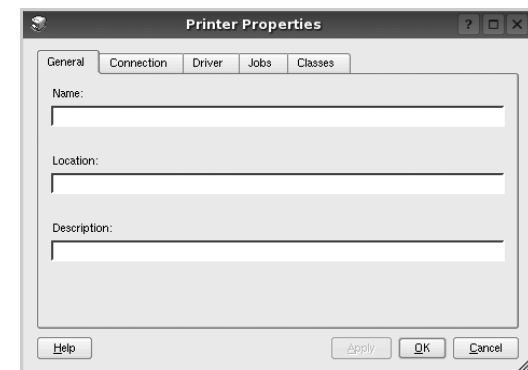 Printer Properties
General Connection Driver Jobs Classes
Name:
Location:
Description:
Help Apply OK Cancel